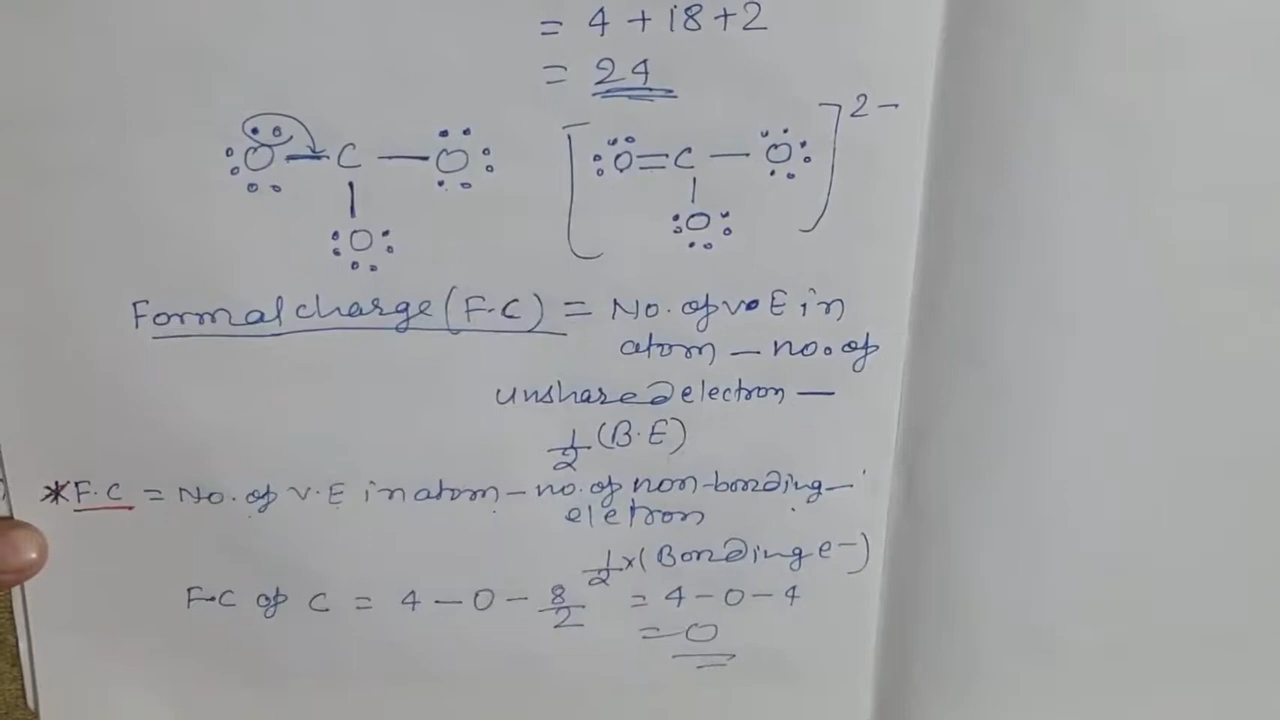 = 4 + 18 + 2
= 24
O — C — O [O = C — O]2-
O O
Formal charge (F.C) = No. of v.E in
atom — no. of
unshared electron —
1/2 (B.E)
*F.C = No. of V.E in atom — no. of non-bonding —
eletron
1/2 x (Bonding e-)
F.C of C = 4 - 0 - 8/2 = 4 - 0 - 4
= 0